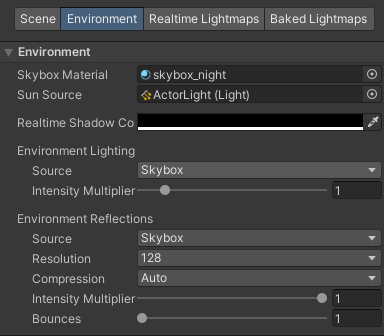 Scene Environment Realtime Lightmaps Baked Lightmaps
Environment
Skybox Material skybox_night
Sun Source ActorLight (Light)
Realtime Shadow Co
Environment Lighting
Source Skybox
Intensity Multiplier 1
Environment Reflections
Source Skybox
Resolution 128
Compression Auto
Intensity Multiplier 1
Bounces 1